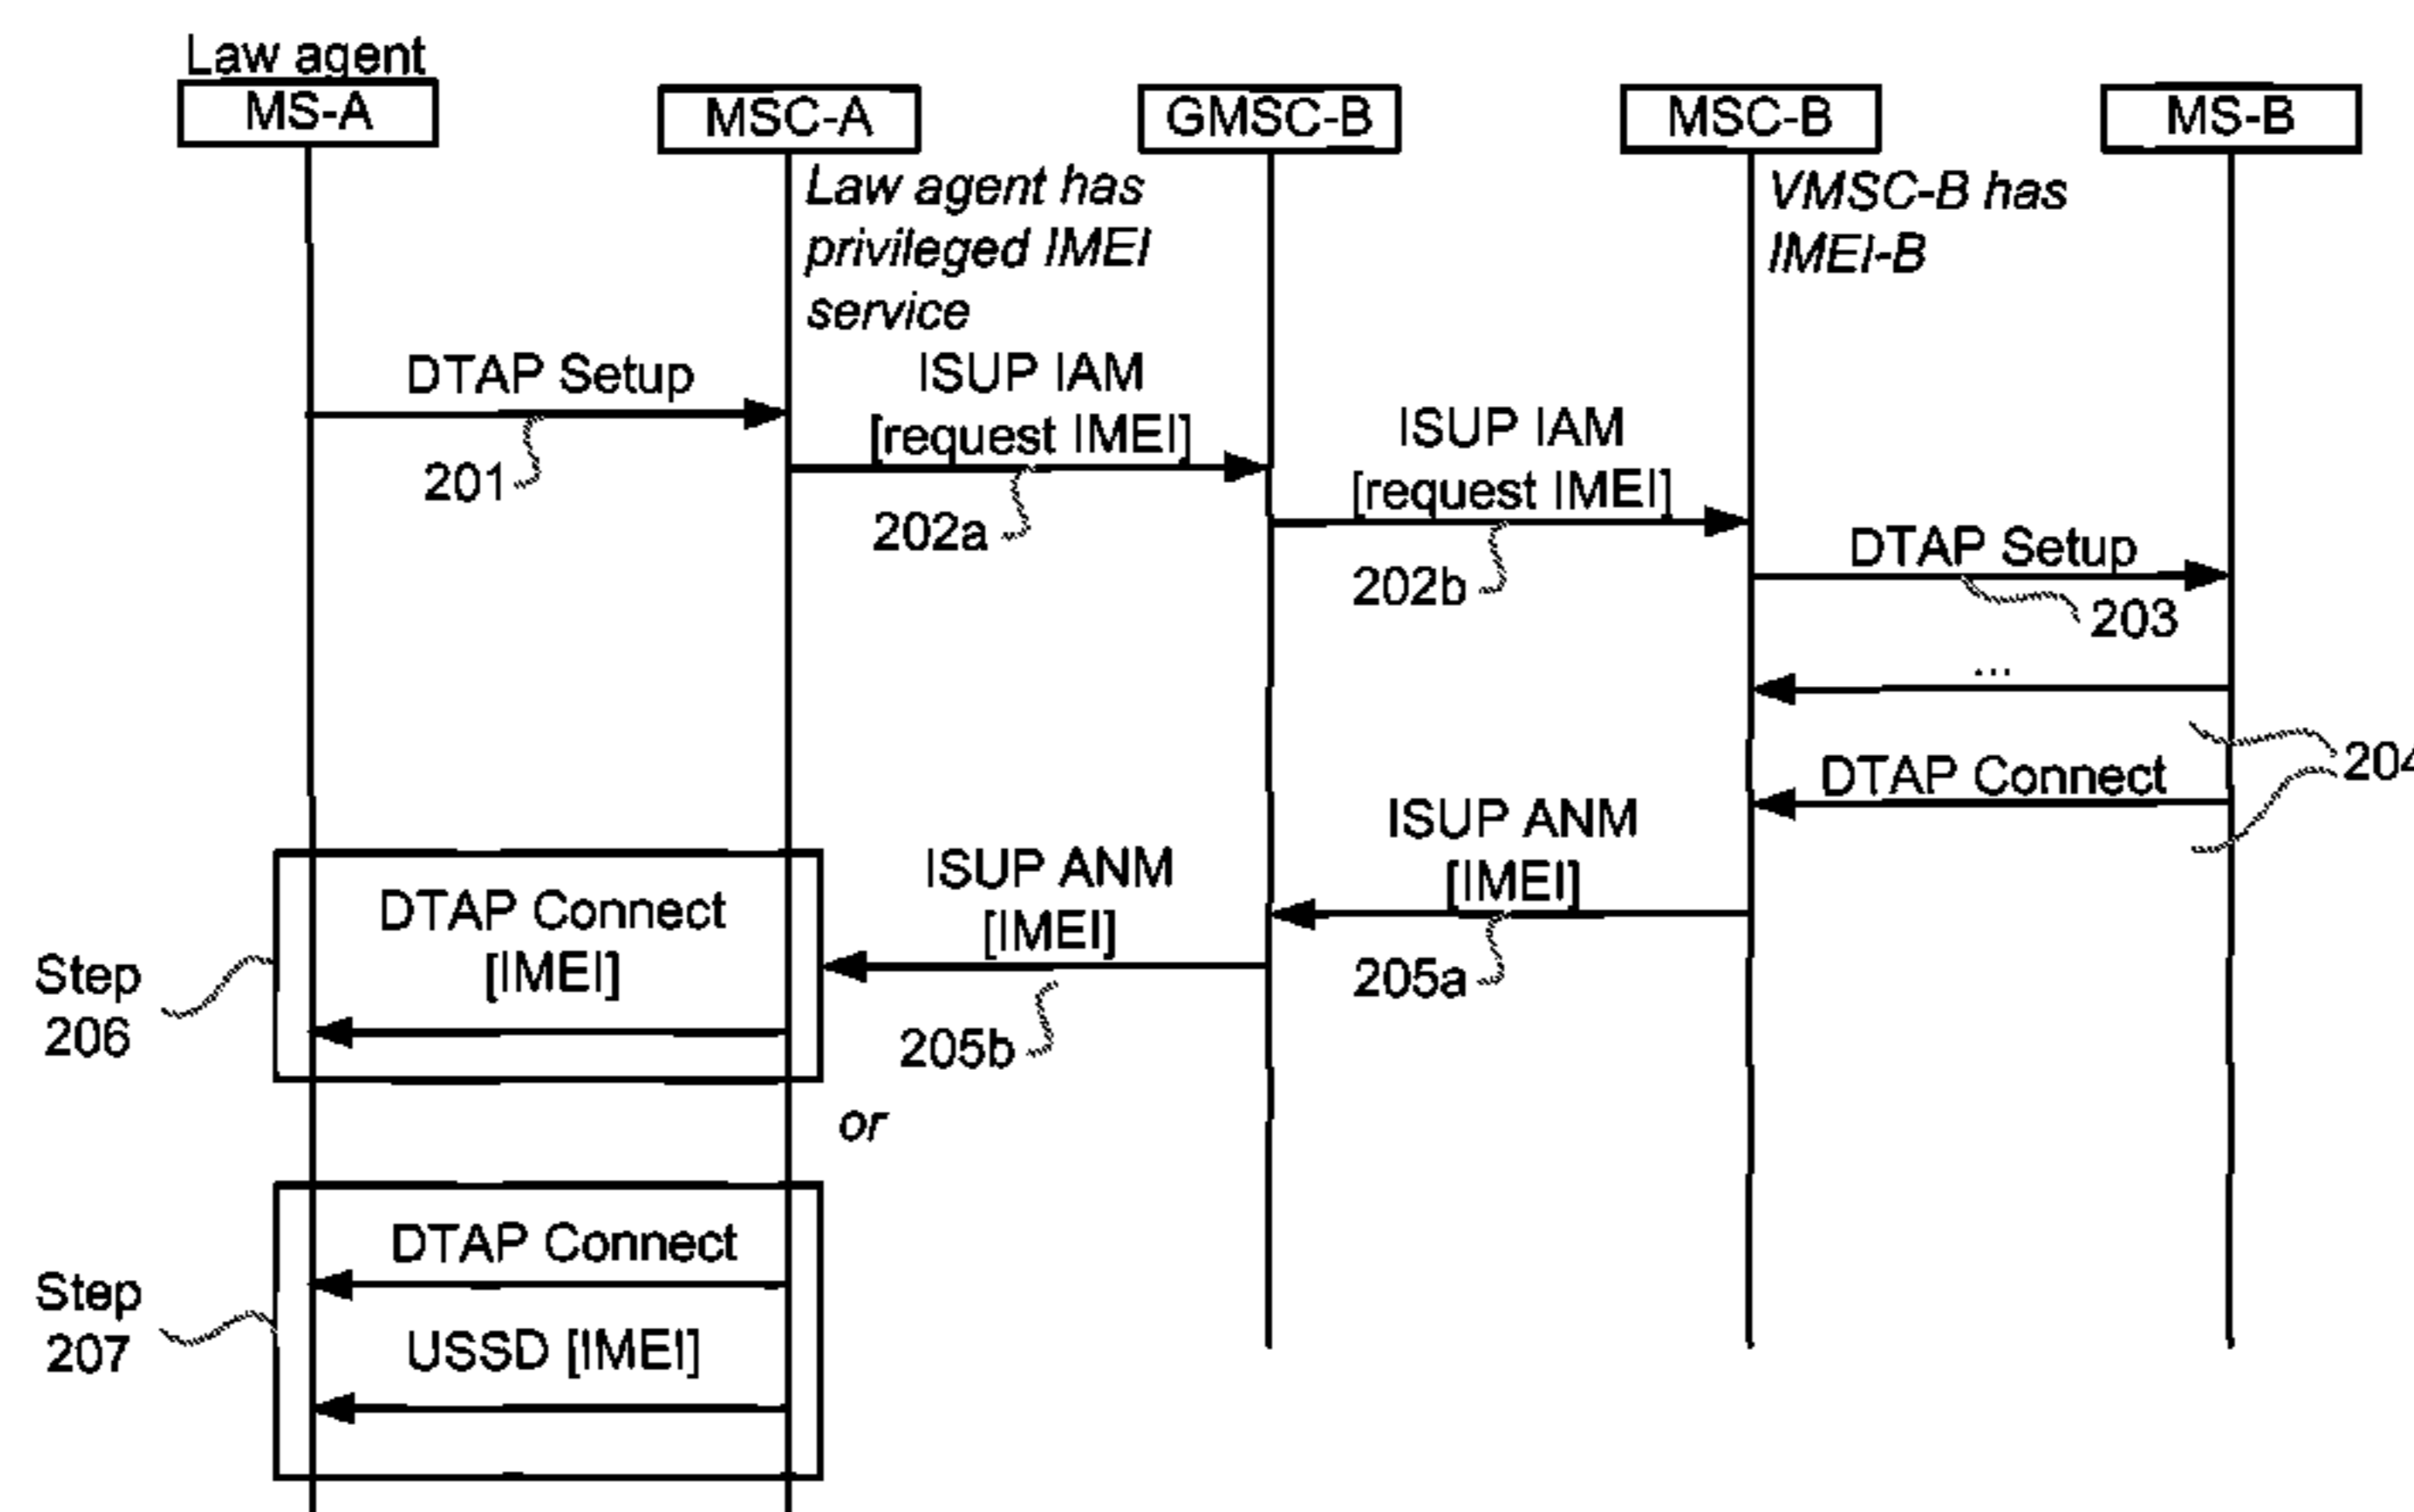 Law agent
MS-A
MSC-A
GMSC-B
MSC-B
MS-B
Law agent has
privileged IMEI
service
VMSC-B has
IMEI-B
DTAP Setup
201
ISUP IAM
[request IMEI]
202a
ISUP IAM
[request IMEI]
202b
DTAP Setup
203
...
204
DTAP Connect
ISUP ANM
[IMEI]
205a
ISUP ANM
[IMEI]
205b
DTAP Connect
[IMEI]
Step
206
or
DTAP Connect
Step
207
USSD [IMEI]